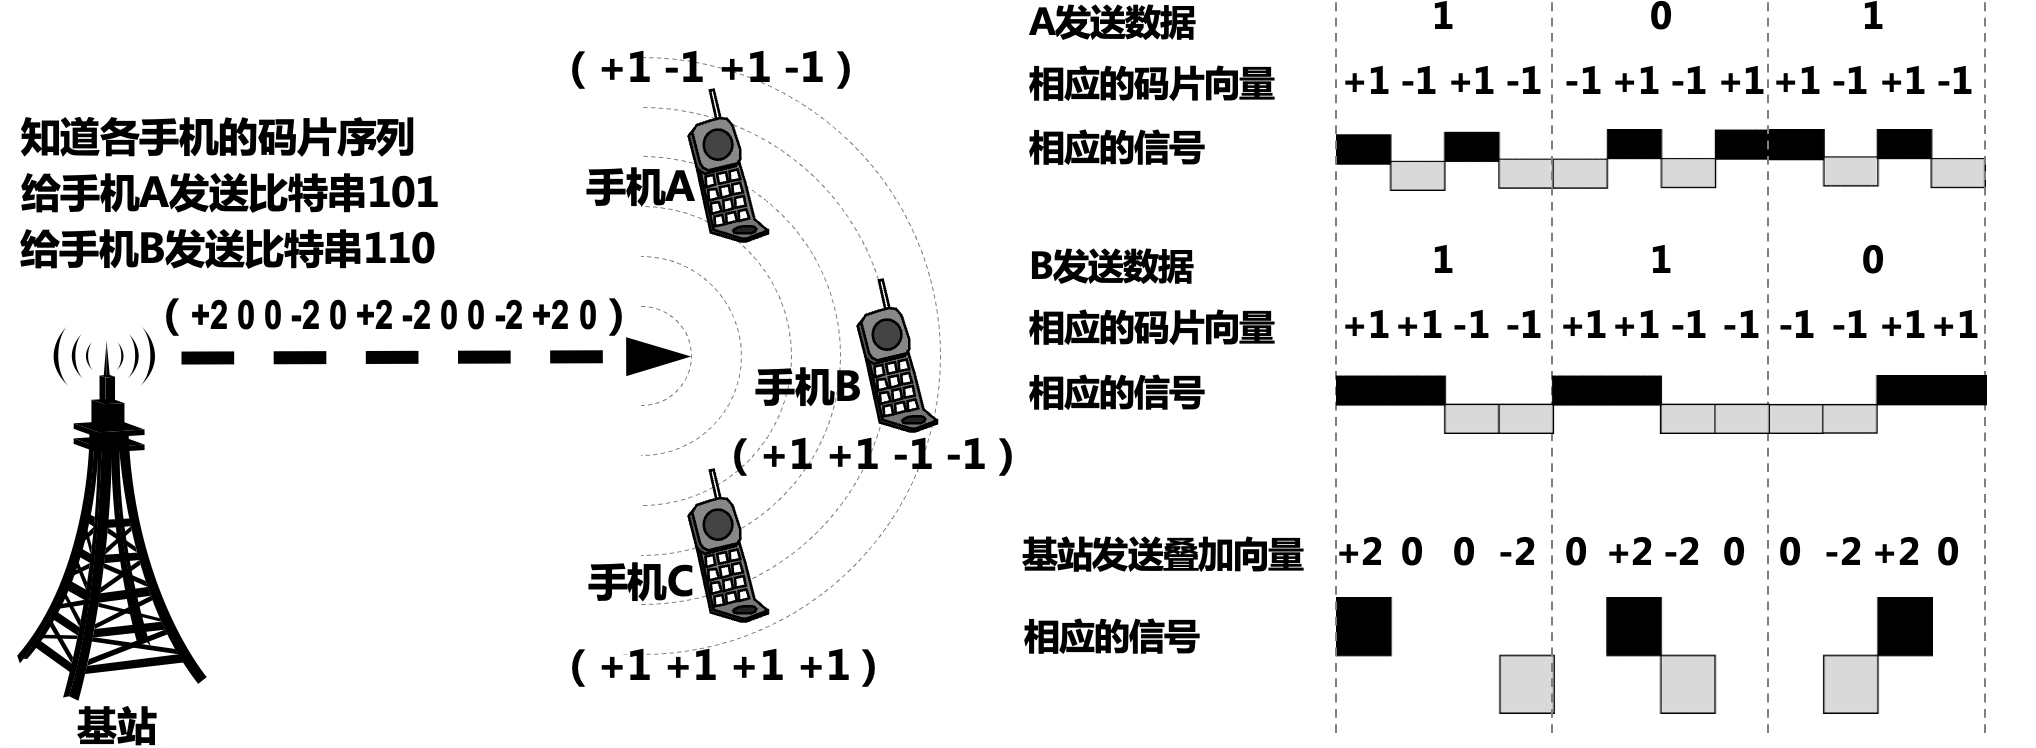 知道各手机的码片序列
给手机A发送比特串101
给手机B发送比特串110
( +2 0 0 -2 0 +2 -2 0 0 -2 +2 0 )
基站
( +1 -1 +1 -1 )
手机A
手机B
( +1 +1 -1 -1 )
手机C
( +1 +1 +1 +1 )
A发送数据 1 0 1
相应的码片向量 +1 -1 +1 -1 -1 +1 -1 +1 +1 -1 +1 -1
相应的信号
B发送数据 1 1 0
相应的码片向量 +1 +1 -1 -1 +1 +1 -1 -1 -1 -1 +1 +1
相应的信号
基站发送叠加向量 +2 0 0 -2 0 +2 -2 0 0 -2 +2 0
相应的信号